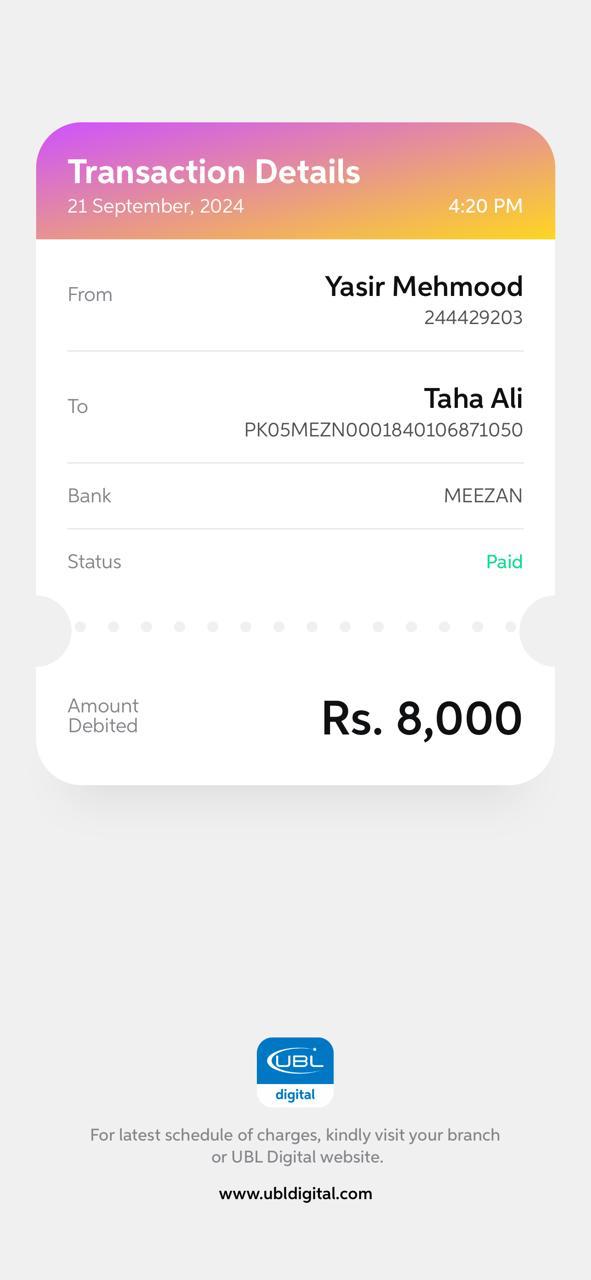 Transaction Details
21 September, 2024 4:20 PM
From Yasir Mehmood
244429203
To Taha Ali
PK05MEZN0001840106871050
Bank MEEZAN
Status Paid
Amount
Debited Rs. 8,000
UBL
digital
For latest schedule of charges, kindly visit your branch
or UBL Digital website.
www.ubldigital.com